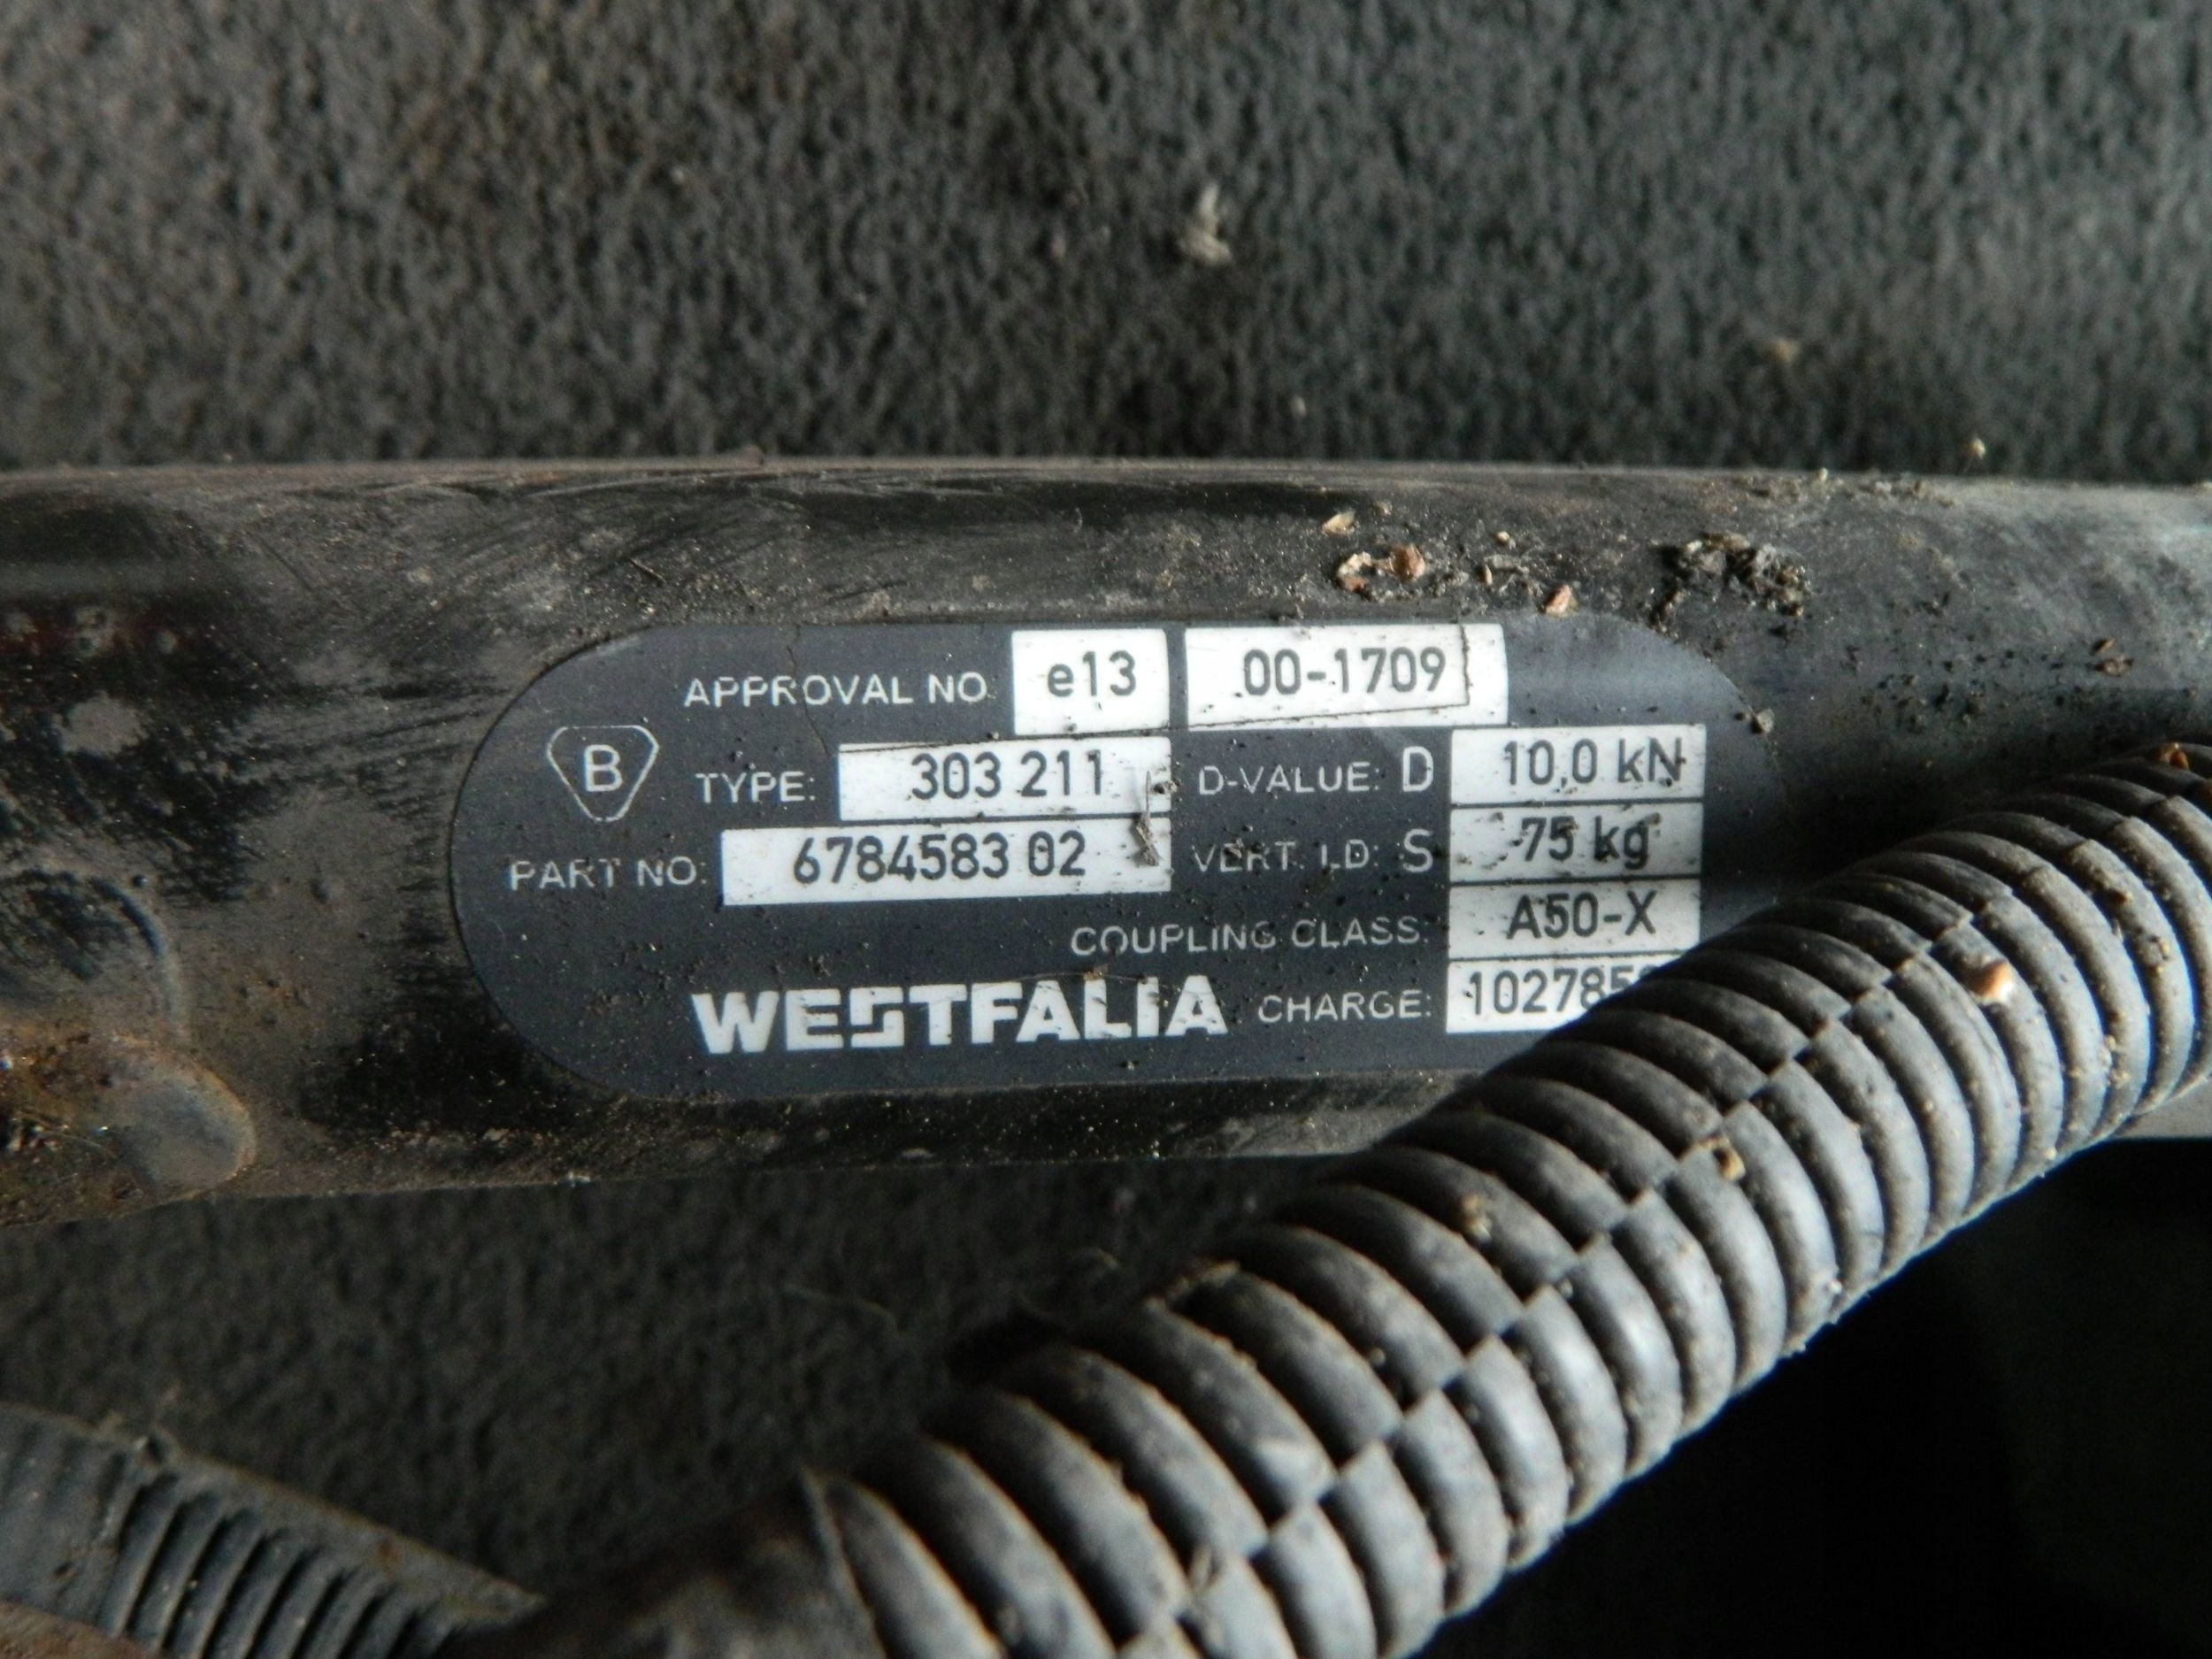 APPROVAL NO. e13 00-1709
B
TYPE: 303 211 D-VALUE: D 10,0 kN
PART NO: 6784583 02 VERT. LD: S 75 kg
COUPLING CLASS: A50-X
WESTFALIA CHARGE: